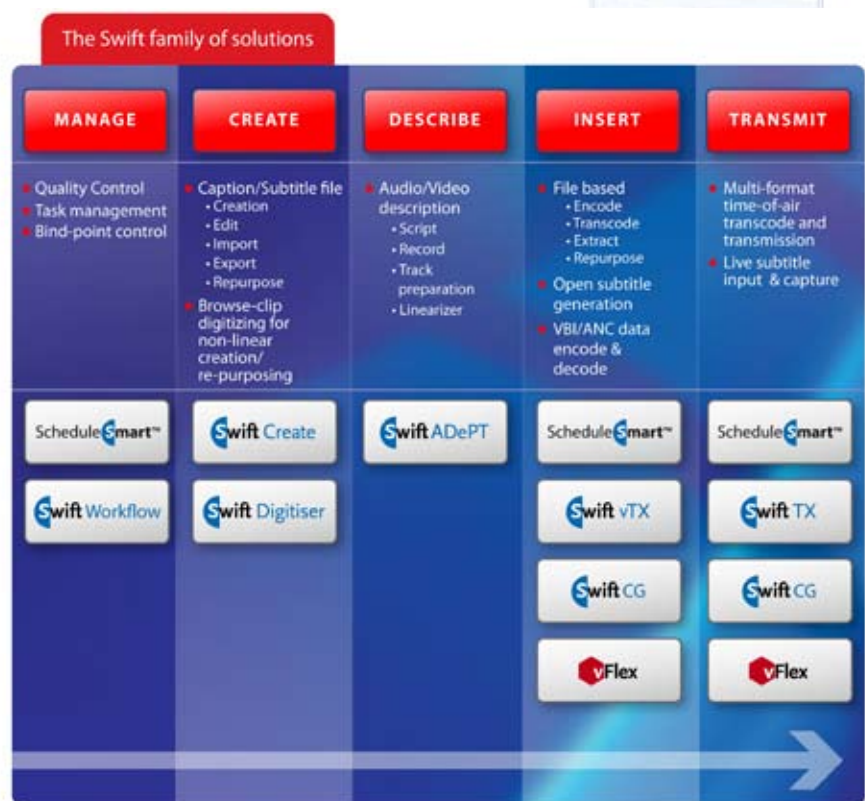 The Swift family of solutions
MANAGE
Quality Control
Task management
Bind-point control
ScheduleSmart™
Swift Workflow
CREATE
Caption/Subtitle file
• Creation
• Edit
• Import
• Export
• Repurpose
Browse-clip
digitizing for
non-linear
creation/
re-purposing
Swift Create
Swift Digitiser
DESCRIBE
Audio/Video
description
• Script
• Record
• Track
preparation
• Linearizer
Swift ADePT
INSERT
File based
• Encode
• Transcode
• Extract
• Repurpose
Open subtitle
generation
VBI/ANC data
encode &
decode
ScheduleSmart™
Swift vTX
Swift CG
vFlex
TRANSMIT
Multi-format
time-of-air
transcode and
transmission
Live subtitle
input & capture
ScheduleSmart™
Swift TX
Swift CG
vFlex